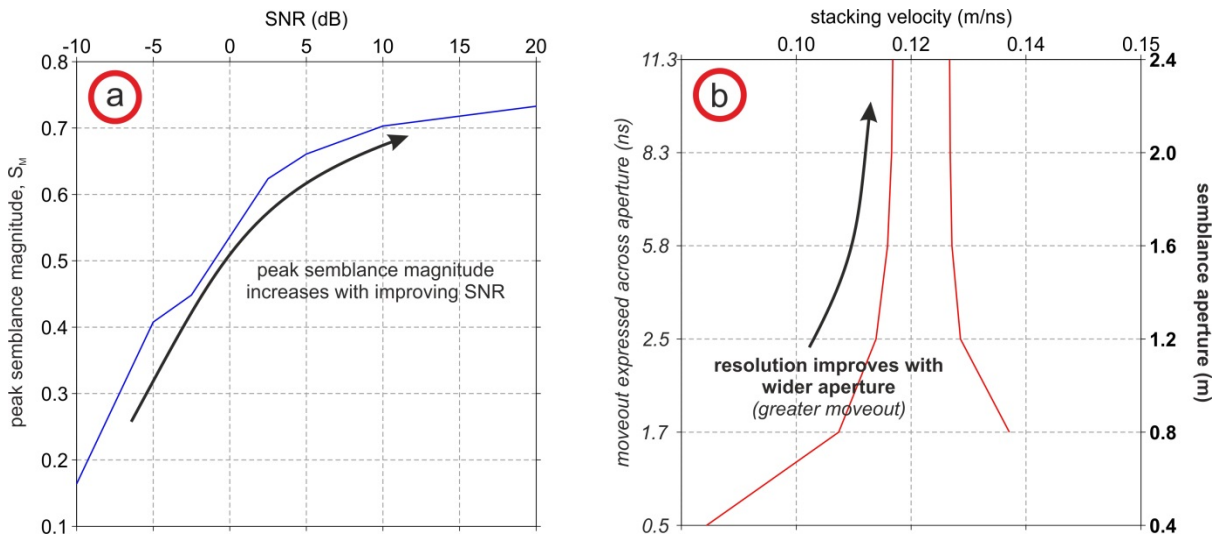 SNR (dB)
-10 -5 0 5 10 15 20
0.8
0.7
0.6
0.5
0.4
0.3
0.2
0.1
peak semblance magnitude, S_M
a
peak semblance magnitude
increases with improving SNR
stacking velocity (m/ns)
0.10 0.12 0.14 0.15
11.3
8.3
5.8
2.5
1.7
0.5
moveout expressed across aperture (ns)
b
resolution improves with
wider aperture
(greater moveout)
2.4
2.0
1.6
1.2
0.8
0.4
semblance aperture (m)